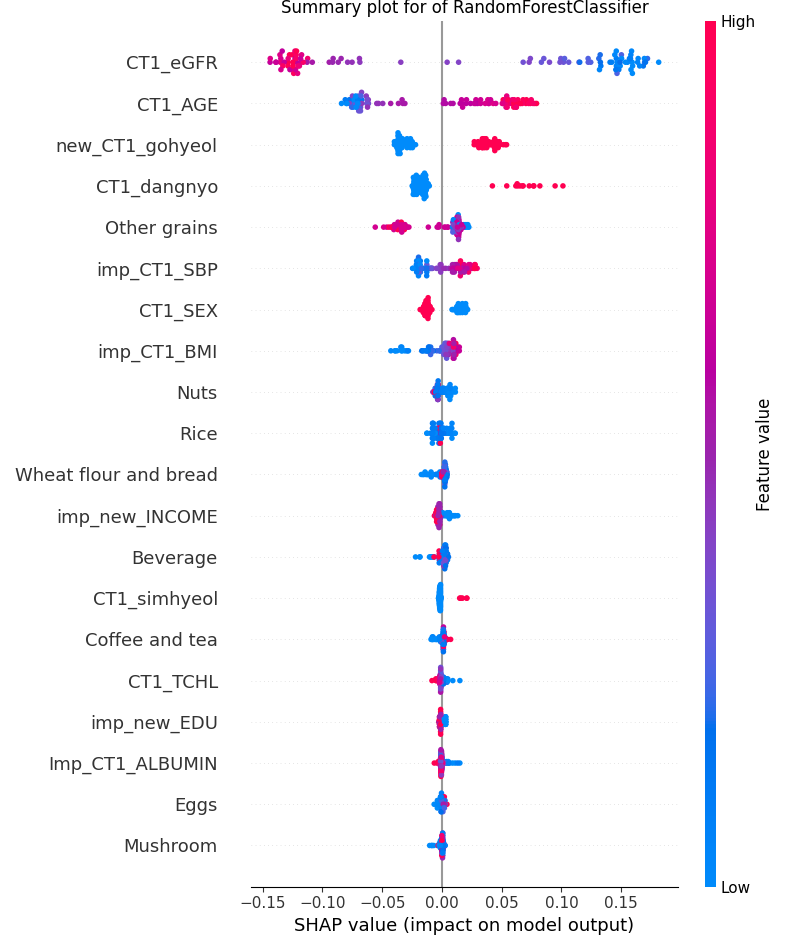 Summary plot for of RandomForestClassifier
High
CT1_eGFR
CT1_AGE
new_CT1_gohyeol
CT1_dangnyo
Other grains
imp_CT1_SBP
CT1_SEX
imp_CT1_BMI
Nuts
Rice
Wheat flour and bread
imp_new_INCOME
Beverage
CT1_simhyeol
Coffee and tea
CT1_TCHL
imp_new_EDU
Imp_CT1_ALBUMIN
Eggs
Mushroom
Feature value
Low
−0.15 −0.10 −0.05 0.00 0.05 0.10 0.15
SHAP value (impact on model output)